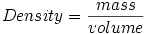 Density = mass / volume